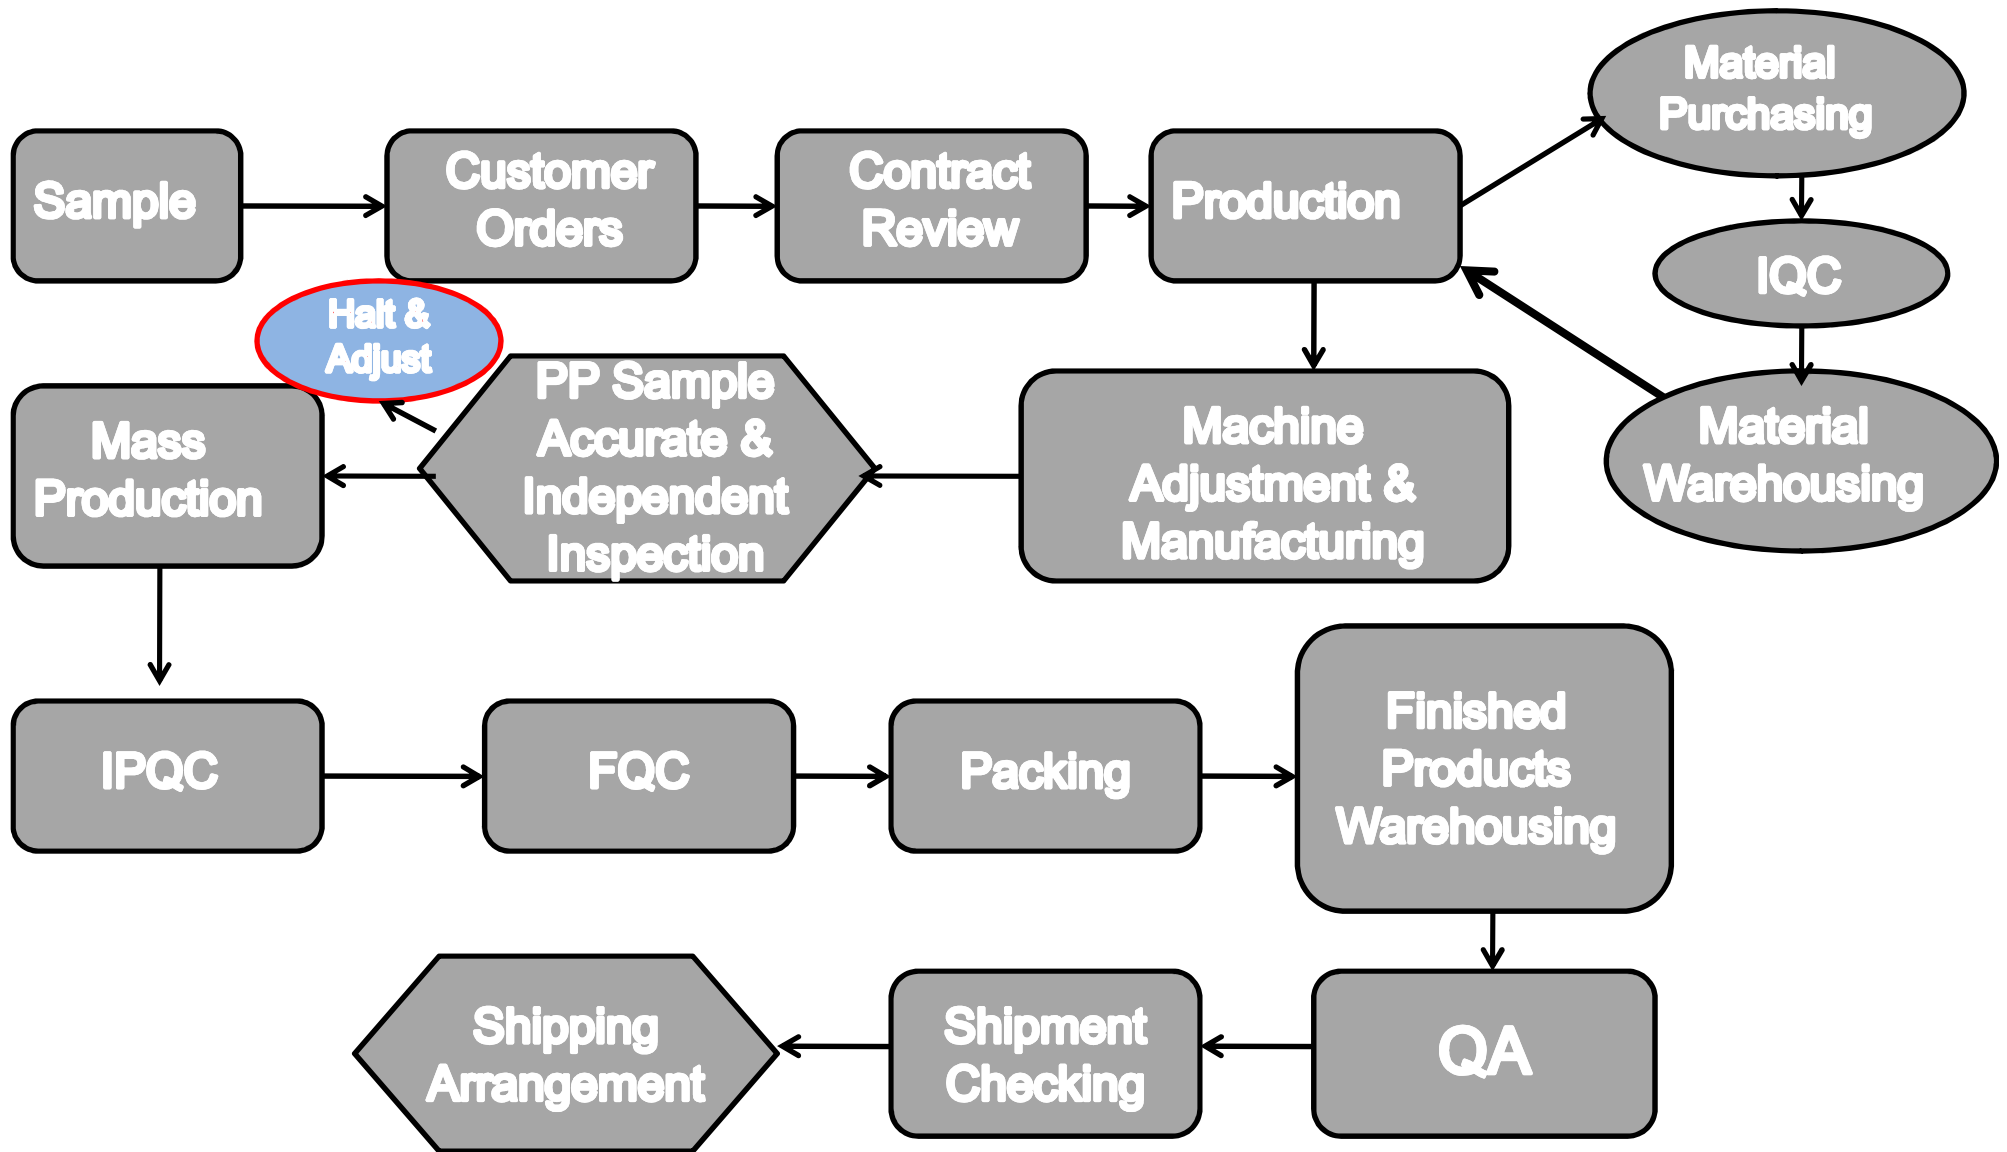 Material
Purchasing
Sample
Customer
Orders
Contract
Review
Production
IQC
Halt &
Adjust
Mass
Production
PP Sample
Accurate &
Independent
Inspection
Machine
Adjustment &
Manufacturing
Material
Warehousing
IPQC
FQC
Packing
Finished
Products
Warehousing
Shipping
Arrangement
Shipment
Checking
QA